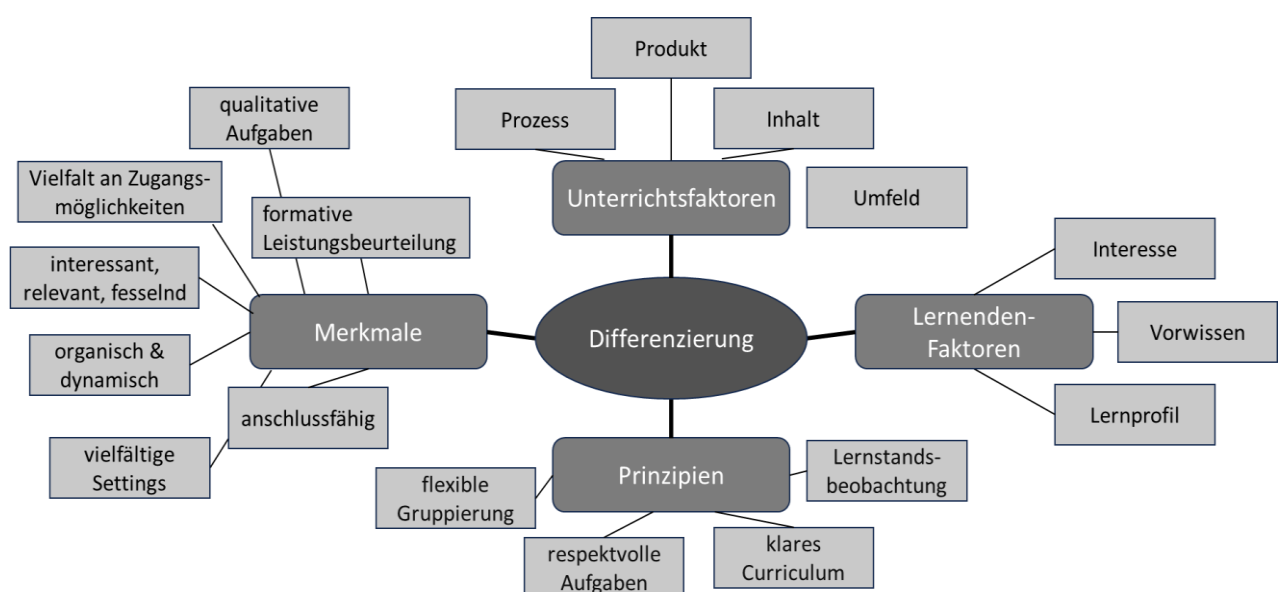 Produkt
qualitative
Aufgaben
Prozess
Inhalt
Vielfalt an Zugangs-
möglichkeiten
Unterrichtsfaktoren
Umfeld
formative
Leistungsbeurteilung
Interesse
interessant,
relevant, fesselnd
Merkmale
Differenzierung
Lernenden-
Faktoren
Vorwissen
organisch &
dynamisch
anschlussfähig
Lernprofil
vielfältige
Settings
Prinzipien
Lernstands-
beobachtung
flexible
Gruppierung
respektvolle
Aufgaben
klares
Curriculum